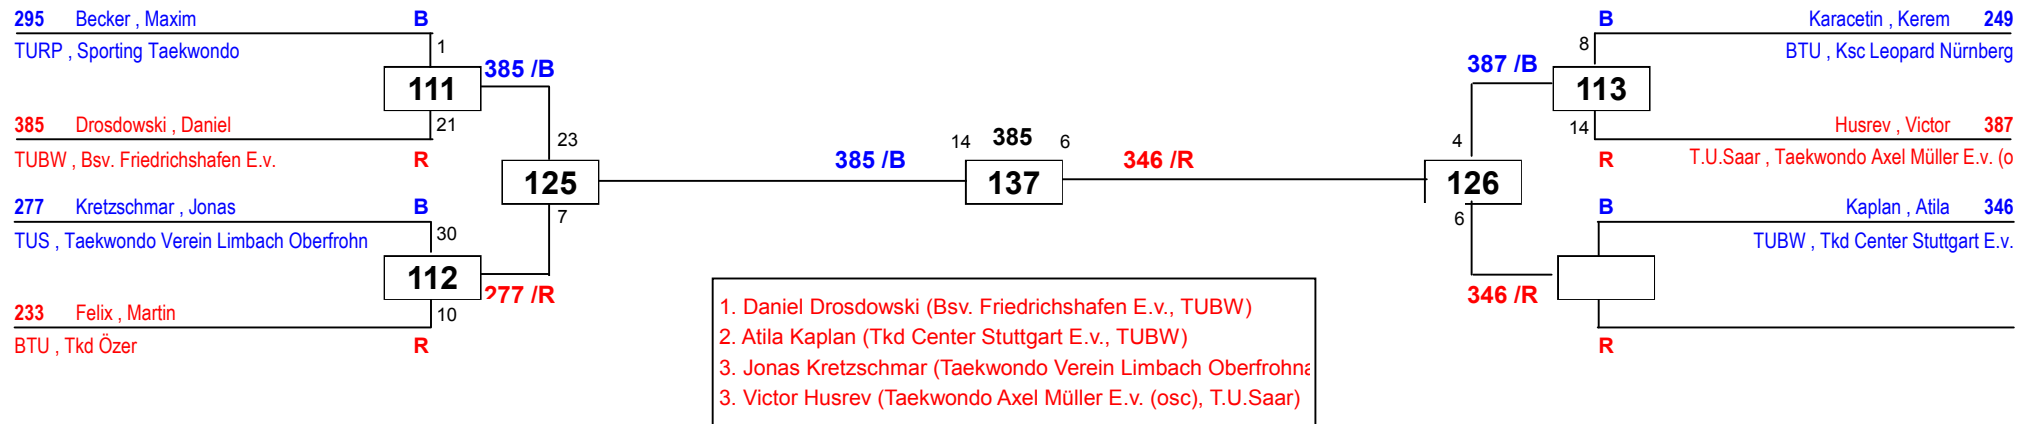 295 Becker , Maxim B
TURP , Sporting Taekwondo
1
111
385 /B
21
385 Drosdowski , Daniel
TUBW , Bsv. Friedrichshafen E.v. R
277 Kretzschmar , Jonas B
TUS , Taekwondo Verein Limbach Oberfrohn
30
112
277 /R
10
233 Felix , Martin
BTU , Tkd Özer R
23
125
7
385 /B
14 385 6
137
346 /R
4
126
6
387 /B
346 /R
B Karacetin , Kerem 249
BTU , Ksc Leopard Nürnberg
8
113
14
Husrev , Victor 387
R T.U.Saar , Taekwondo Axel Müller E.v. (o
B Kaplan , Atila 346
TUBW , Tkd Center Stuttgart E.v.
R
1. Daniel Drosdowski (Bsv. Friedrichshafen E.v., TUBW)
2. Atila Kaplan (Tkd Center Stuttgart E.v., TUBW)
3. Jonas Kretzschmar (Taekwondo Verein Limbach Oberfrohna
3. Victor Husrev (Taekwondo Axel Müller E.v. (osc), T.U.Saar)